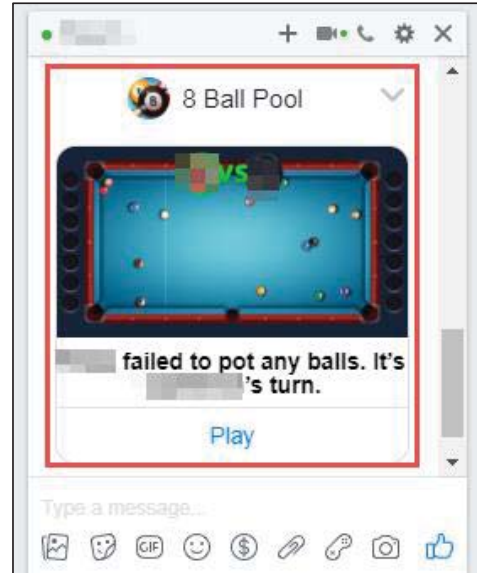 8 Ball Pool
vs
failed to pot any balls. It's
's turn.
Play
Type a message...
GIF
$